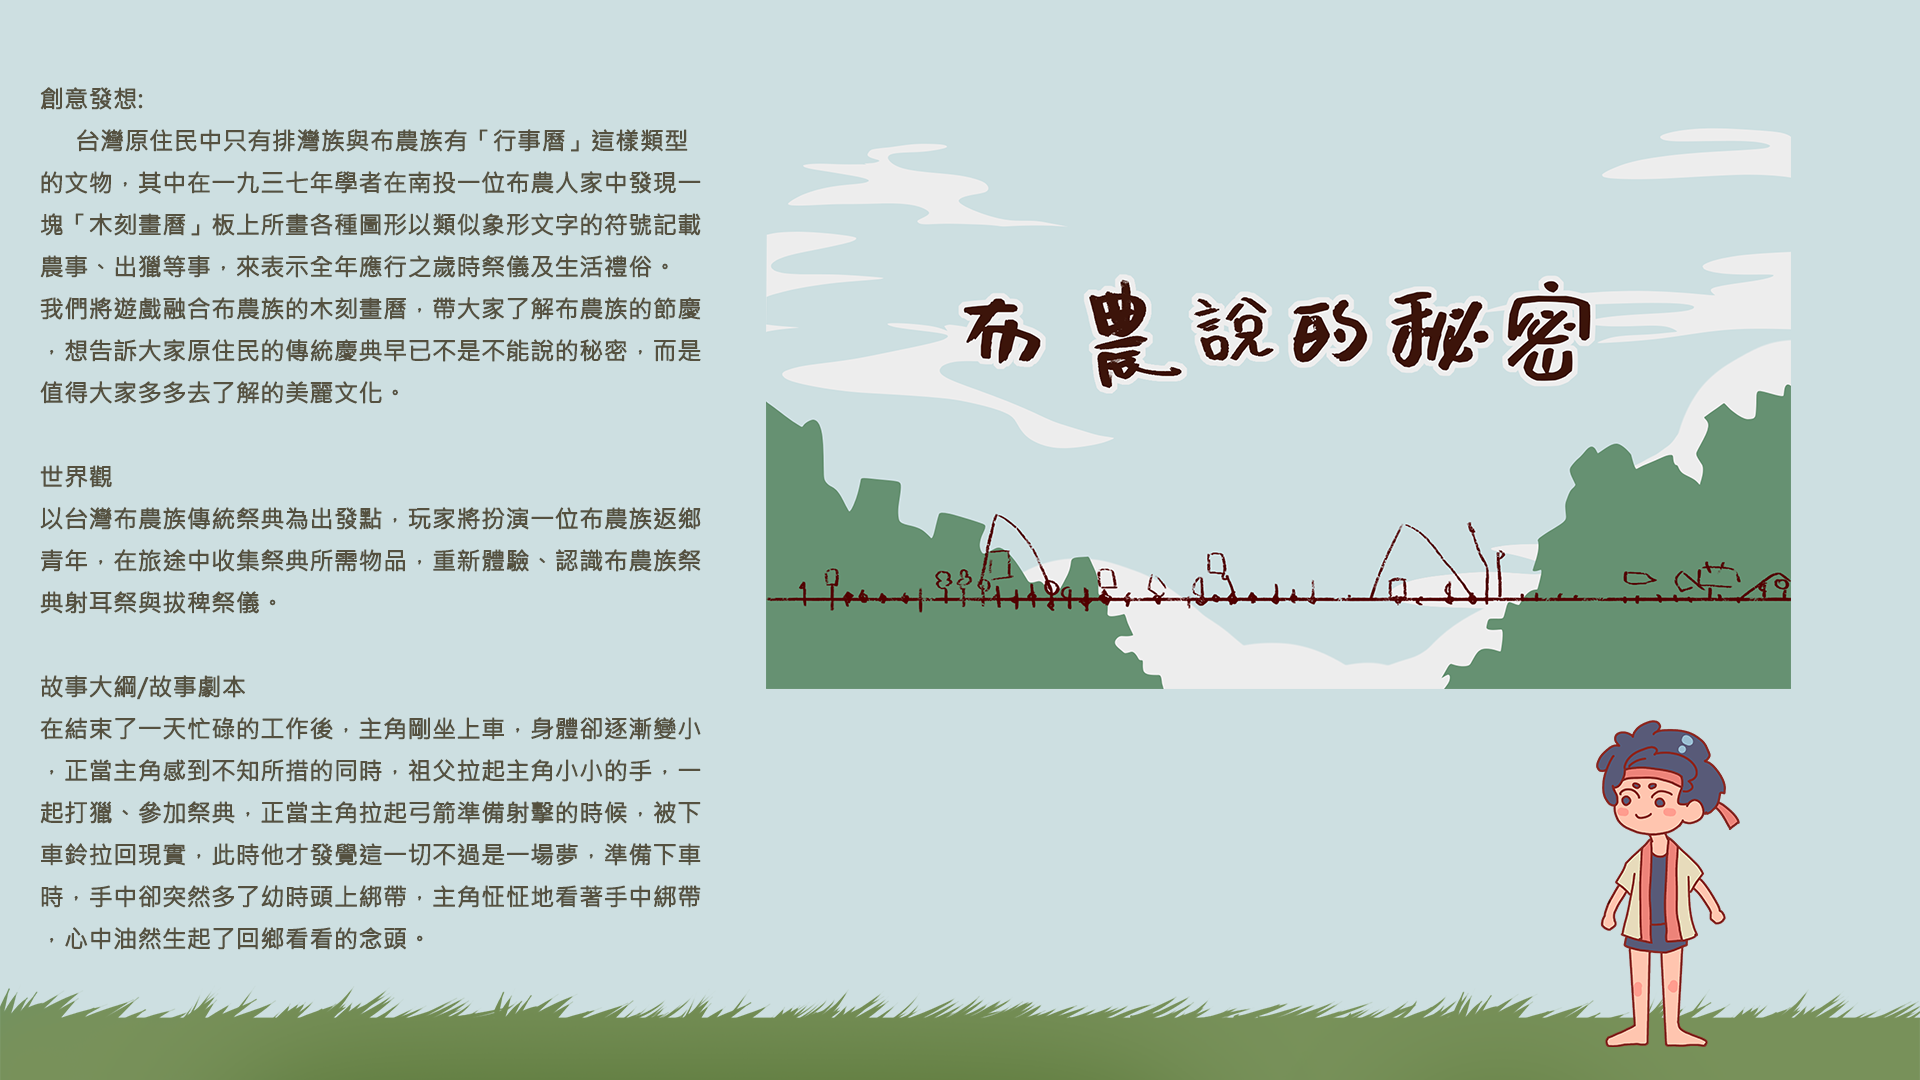 創意發想:
台灣原住民中只有排灣族與布農族有「行事曆」這樣類型
的文物，其中在一九三七年學者在南投一位布農人家中發現一
塊「木刻畫曆」板上所畫各種圖形以類似象形文字的符號記載
農事、出獵等事，來表示全年應行之歲時祭儀及生活禮俗。
我們將遊戲融合布農族的木刻畫曆，帶大家了解布農族的節慶
，想告訴大家原住民的傳統慶典早已不是不能說的秘密，而是
值得大家多多去了解的美麗文化。
世界觀
以台灣布農族傳統祭典為出發點，玩家將扮演一位布農族返鄉
青年，在旅途中收集祭典所需物品，重新體驗、認識布農族祭
典射耳祭與拔稗祭儀。
故事大綱/故事劇本
在結束了一天忙碌的工作後，主角剛坐上車，身體卻逐漸變小
，正當主角感到不知所措的同時，祖父拉起主角小小的手，一
起打獵、參加祭典，正當主角拉起弓箭準備射擊的時候，被下
車鈴拉回現實，此時他才發覺這一切不過是一場夢，準備下車
時，手中卻突然多了幼時頭上綁帶，主角怔怔地看著手中綁帶
，心中油然生起了回鄉看看的念頭。
布農說的秘密